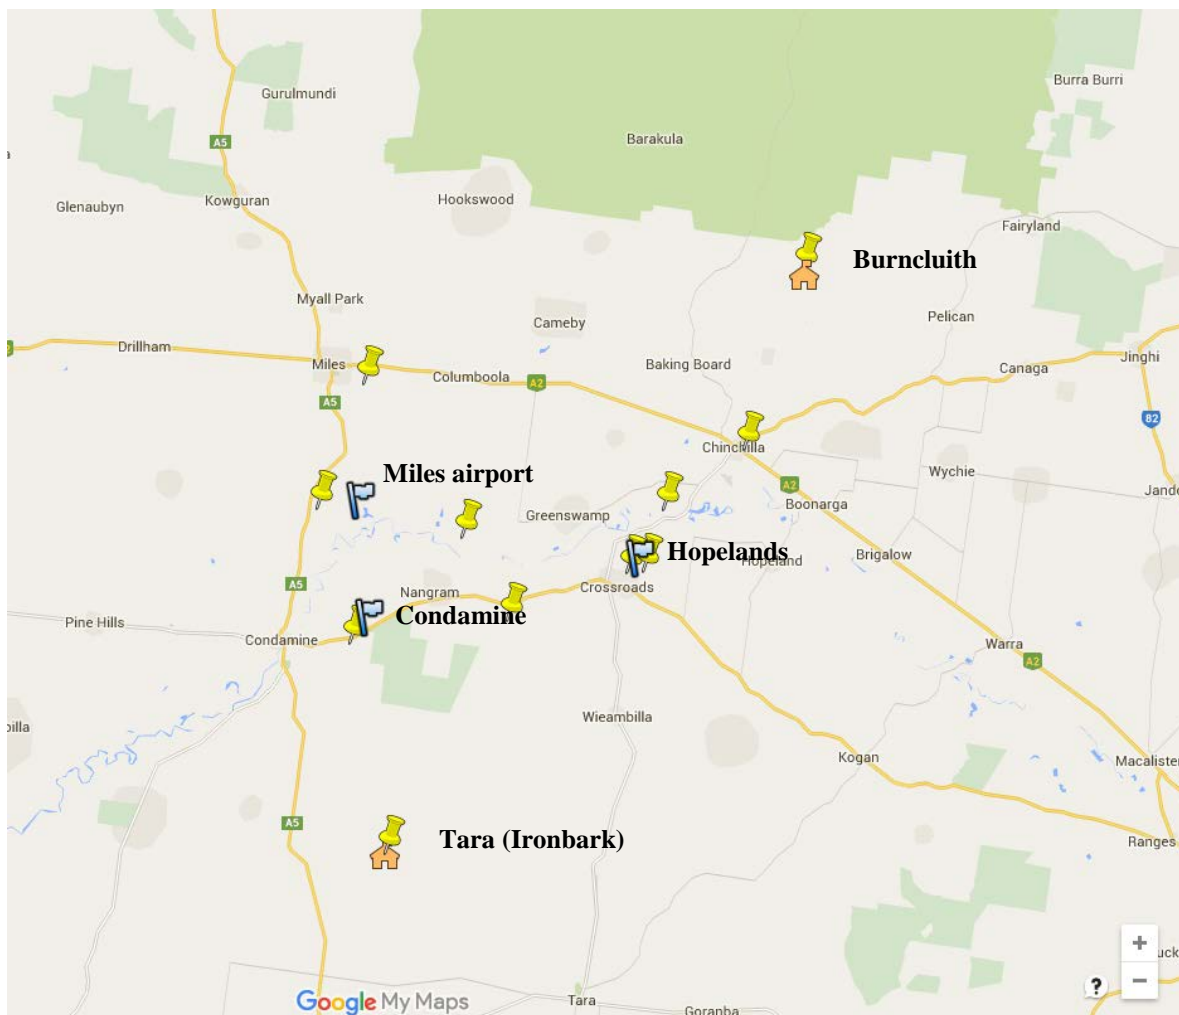 Burra Burri
Gurulmundi
A5
Barakula
Hookswood
Kowguran
Glenaubyn
Fairyland
Burncluith
Myall Park
Pelican
Cameby
Drillham
Jinghi
Miles
Baking Board
Canaga
Columboola
A2
A5
82
Chinchilla
Miles airport
Wychie
A2
Boonarga
Greenswamp
Hopelands
Brigalow
Hopeland
A5
Crossroads
Nangram
Condamine
Pine Hills
Condamine
Warra
A2
Wieambilla
Kogan
Macalister
A5
Tara (Ironbark)
Ranges
+
−
?
Google My Maps
Tara
Goranba